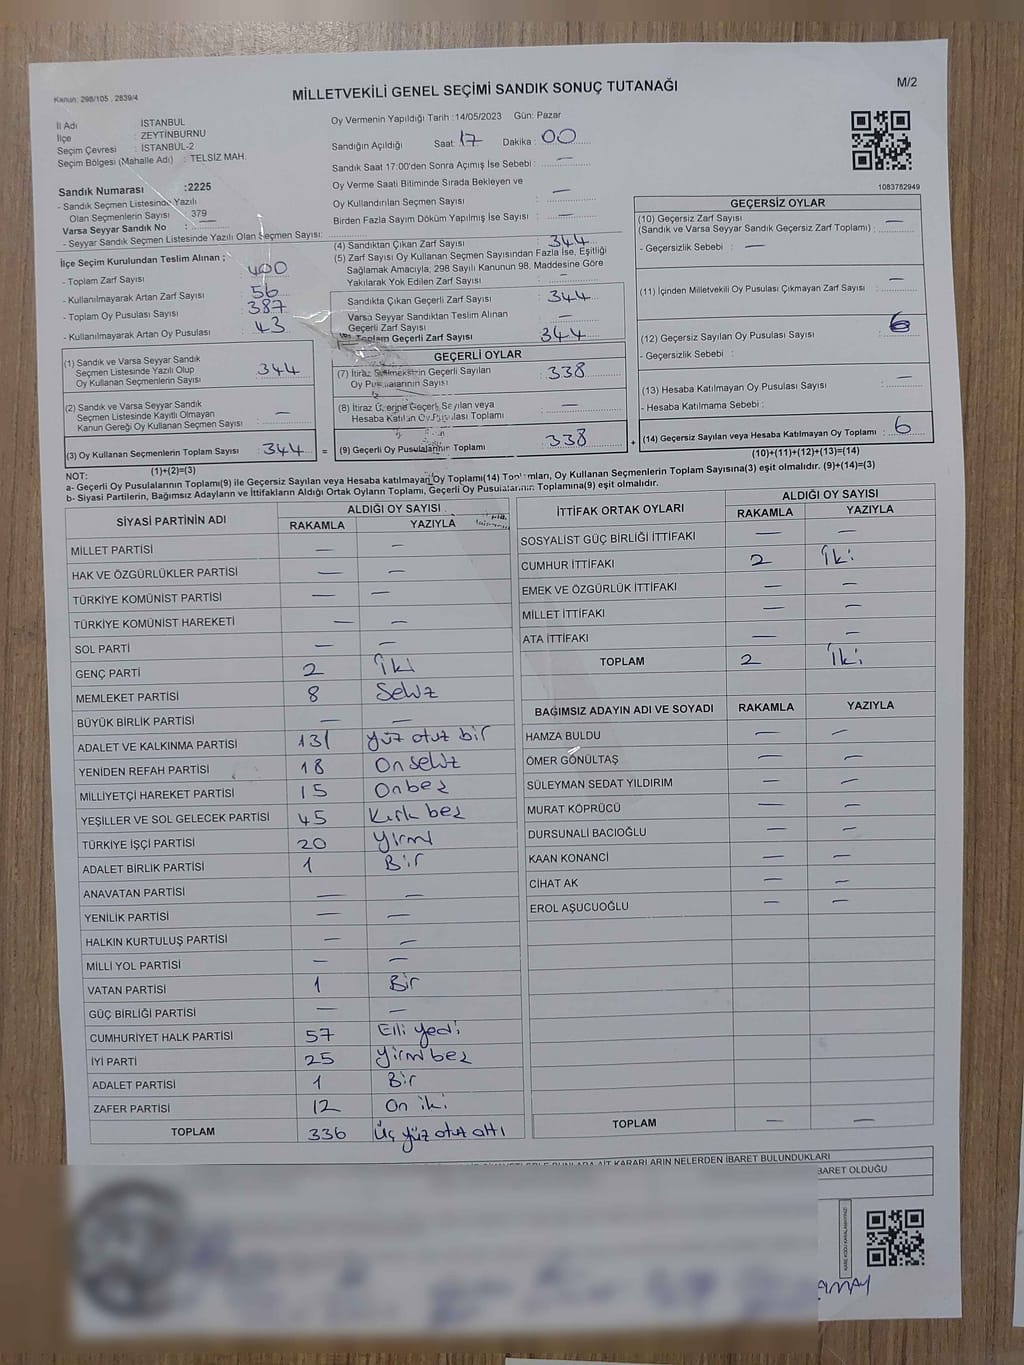 Kanun: 298/105 , 2839/4
MİLLETVEKİLİ GENEL SEÇİMİ SANDIK SONUÇ TUTANAĞI
M/2
İl Adı : İSTANBUL
İlçe : ZEYTİNBURNU
Seçim Çevresi : İSTANBUL-2
Seçim Bölgesi (Mahalle Adı) : TELSİZ MAH.
Sandık Numarası :2225
- Sandık Seçmen Listesinde Yazılı
Olan Seçmenlerin Sayısı : 379
Varsa Seyyar Sandık No : —
- Seyyar Sandık Seçmen Listesinde Yazılı Olan Seçmen Sayısı:
Oy Vermenin Yapıldığı Tarih :14/05/2023 Gün: Pazar
Sandığın Açıldığı Saat: 17 Dakika : 00
Sandık Saat 17:00'den Sonra Açımış İse Sebebi : —
Oy Verme Saati Bitiminde Sırada Bekleyen ve
Oy Kullandırılan Seçmen Sayısı : —
Birden Fazla Sayım Döküm Yapılmış İse Sayısı : —
1083782949
İlçe Seçim Kurulundan Teslim Alınan ;
- Toplam Zarf Sayısı : 400
- Kullanılmayarak Artan Zarf Sayısı : 56
- Toplam Oy Pusulası Sayısı : 387
- Kullanılmayarak Artan Oy Pusulası : 43
(1) Sandık ve Varsa Seyyar Sandık
Seçmen Listesinde Yazılı Olup
Oy Kullanan Seçmenlerin Sayısı : 344
(2) Sandık ve Varsa Seyyar Sandık
Seçmen Listesinde Kayıtlı Olmayan
Kanun Gereği Oy Kullanan Seçmen Sayısı : —
(3) Oy Kullanan Seçmenlerin Toplam Sayısı : 344
(1)+(2)=(3)
(4) Sandıktan Çıkan Zarf Sayısı : 344
(5) Zarf Sayısı Oy Kullanan Seçmen Sayısından Fazla İse, Eşitliği
Sağlamak Amacıyla; 298 Sayılı Kanunun 98. Maddesine Göre
Yakılarak Yok Edilen Zarf Sayısı : —
Sandıkta Çıkan Geçerli Zarf Sayısı : 344
Varsa Seyyar Sandıktan Teslim Alınan
Geçerli Zarf Sayısı : —
Toplam Geçerli Zarf Sayısı : 344
GEÇERLİ OYLAR
(7) İtiraz Edilmeksizin Geçerli Sayılan
Oy Pusulalarının Sayısı : 338
(8) İtiraz Üzerine Geçerli Sayılan veya
Hesaba Katılan Oy Pusulası Toplamı : —
= (9) Geçerli Oy Pusulalarının Toplamı : 338
GEÇERSİZ OYLAR
(10) Geçersiz Zarf Sayısı
(Sandık ve Varsa Seyyar Sandık Geçersiz Zarf Toplamı) : —
- Geçersizlik Sebebi : —
(11) İçinden Milletvekili Oy Pusulası Çıkmayan Zarf Sayısı : —
(12) Geçersiz Sayılan Oy Pusulası Sayısı : 6
- Geçersizlik Sebebi :
(13) Hesaba Katılmayan Oy Pusulası Sayısı : —
- Hesaba Katılmama Sebebi :
+ (14) Geçersiz Sayılan veya Hesaba Katılmayan Oy Toplamı : 6
(10)+(11)+(12)+(13)=(14)
NOT:
a- Geçerli Oy Pusulalarının Toplamı(9) ile Geçersiz Sayılan veya Hesaba katılmayan Oy Toplamı(14) Toplamları, Oy Kullanan Seçmenlerin Toplam Sayısına(3) eşit olmalıdır. (9)+(14)=(3)
b- Siyasi Partilerin, Bağımsız Adayların ve İttifakların Aldığı Ortak Oyların Toplamı, Geçerli Oy Pusulalarının Toplamına(9) eşit olmalıdır.
SİYASİ PARTİNİN ADI ALDIĞI OY SAYISI
RAKAMLA YAZIYLA
MİLLET PARTİSİ — —
HAK VE ÖZGÜRLÜKLER PARTİSİ — —
TÜRKİYE KOMÜNİST PARTİSİ — —
TÜRKİYE KOMÜNİST HAREKETİ — —
SOL PARTİ — —
GENÇ PARTİ 2 İki
MEMLEKET PARTİSİ 8 Sekiz
BÜYÜK BİRLİK PARTİSİ — —
ADALET VE KALKINMA PARTİSİ 131 yüz otuz bir
YENİDEN REFAH PARTİSİ 18 On sekiz
MİLLİYETÇİ HAREKET PARTİSİ 15 Onbeş
YEŞİLLER VE SOL GELECEK PARTİSİ 45 Kırk beş
TÜRKİYE İŞÇİ PARTİSİ 20 Yirmi
ADALET BİRLİK PARTİSİ 1 Bir
ANAVATAN PARTİSİ — —
YENİLİK PARTİSİ — —
HALKIN KURTULUŞ PARTİSİ — —
MİLLİ YOL PARTİSİ — —
VATAN PARTİSİ 1 Bir
GÜÇ BİRLİĞİ PARTİSİ — —
CUMHURİYET HALK PARTİSİ 57 Elli yedi
İYİ PARTİ 25 Yirmi beş
ADALET PARTİSİ 1 Bir
ZAFER PARTİSİ 12 On iki
TOPLAM 336 Üç yüz otuz altı
İTTİFAK ORTAK OYLARI ALDIĞI OY SAYISI
RAKAMLA YAZIYLA
SOSYALİST GÜÇ BİRLİĞİ İTTİFAKI — —
CUMHUR İTTİFAKI 2 İki
EMEK VE ÖZGÜRLÜK İTTİFAKI — —
MİLLET İTTİFAKI — —
ATA İTTİFAKI — —
TOPLAM 2 İki
BAĞIMSIZ ADAYIN ADI VE SOYADI RAKAMLA YAZIYLA
HAMZA BULDU — —
ÖMER GÖNÜLTAŞ — —
SÜLEYMAN SEDAT YILDIRIM — —
MURAT KÖPRÜCÜ — —
DURSUNALİ BACIOĞLU — —
KAAN KONANCİ — —
CİHAT AK — —
EROL AŞUCUOĞLU — —
TOPLAM — —
KARARLARIN NELERDEN İBARET BULUNDUKLARI
BARET OLDUĞU